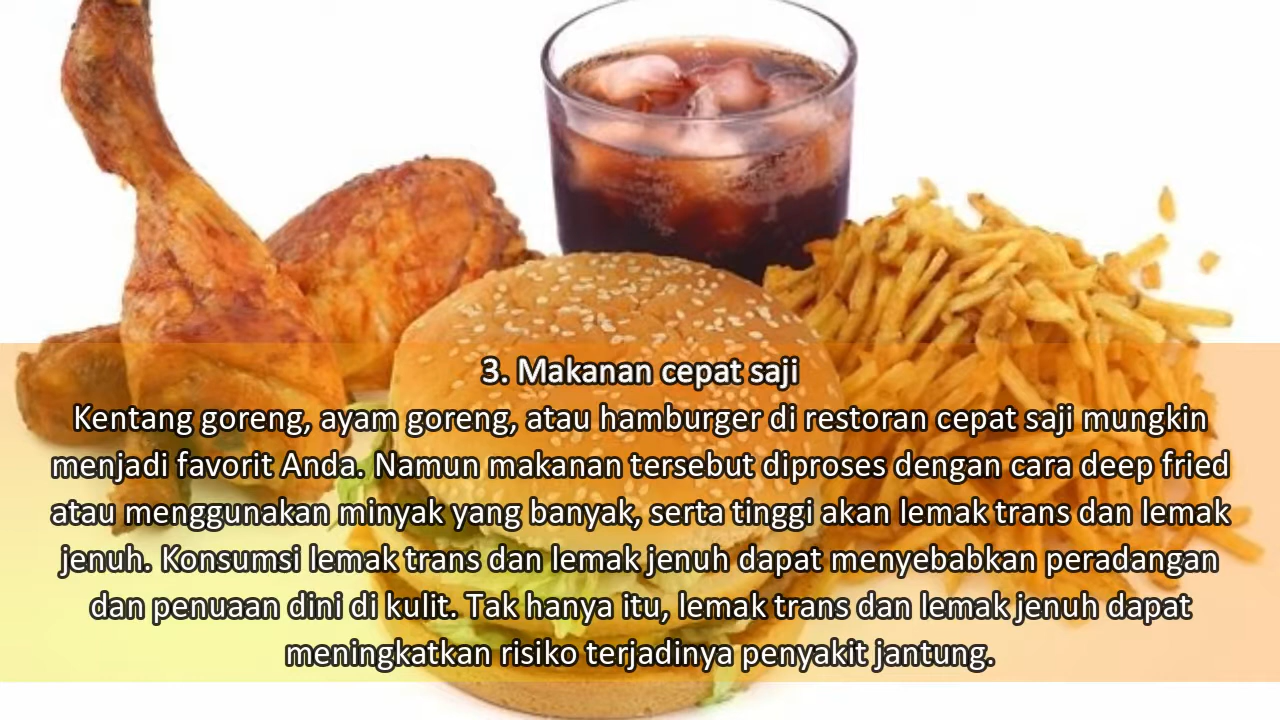 3. Makanan cepat saji
Kentang goreng, ayam goreng, atau hamburger di restoran cepat saji mungkin
menjadi favorit Anda. Namun makanan tersebut diproses dengan cara deep fried
atau menggunakan minyak yang banyak, serta tinggi akan lemak trans dan lemak
jenuh. Konsumsi lemak trans dan lemak jenuh dapat menyebabkan peradangan
dan penuaan dini di kulit. Tak hanya itu, lemak trans dan lemak jenuh dapat
meningkatkan risiko terjadinya penyakit jantung.